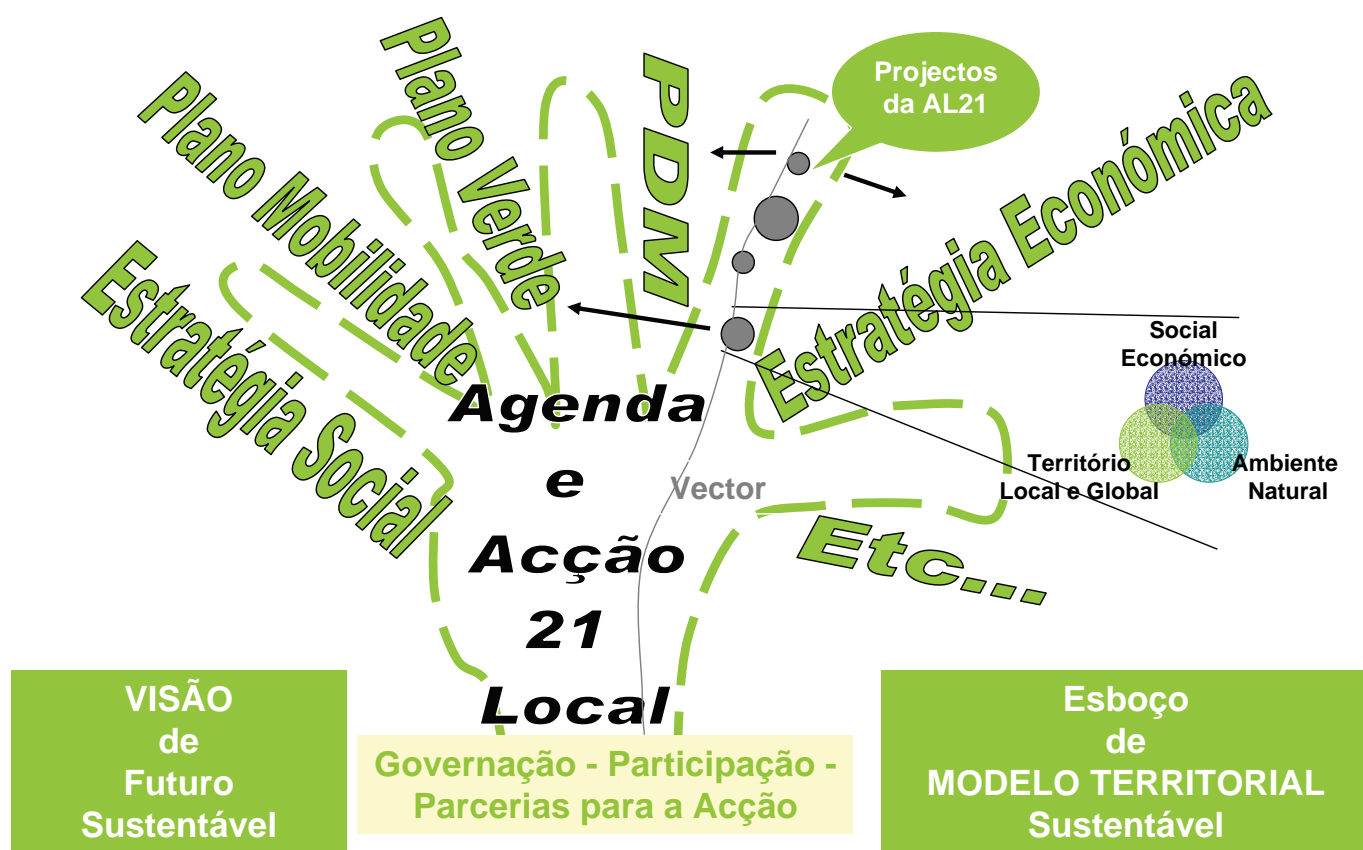 Plano Verde
PDM
Projectos
da AL21
Plano Mobilidade
Estratégia Económica
Estratégia Social
Social
Económico
Território
Local e Global
Ambiente
Natural
Agenda
e
Acção
21
Local
Vector
Etc...
VISÃO
de
Futuro
Sustentável
Governação - Participação -
Parcerias para a Acção
Esboço
de
MODELO TERRITORIAL
Sustentável